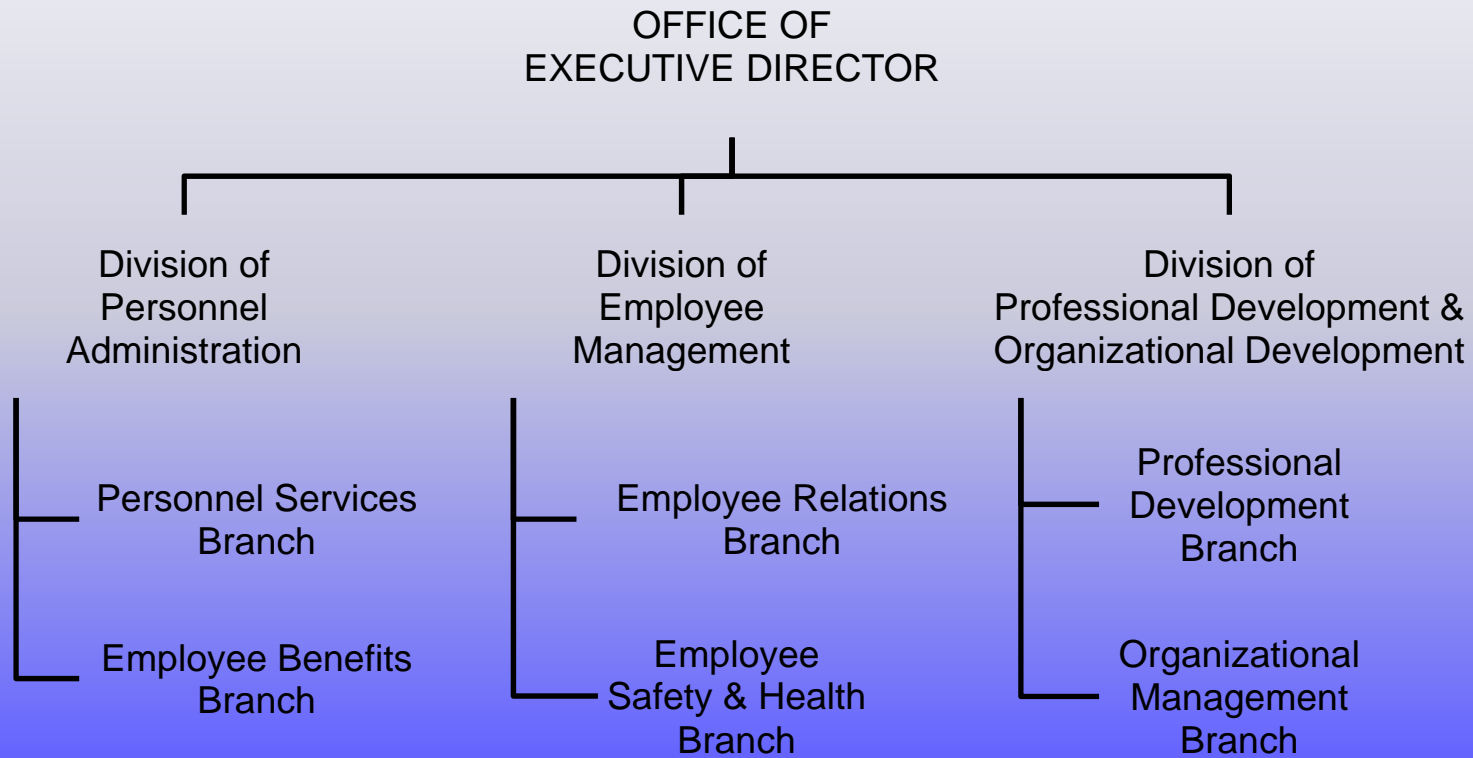 OFFICE OF
EXECUTIVE DIRECTOR
Division of
Personnel
Administration
Division of
Employee
Management
Division of
Professional Development &
Organizational Development
Personnel Services
Branch
Employee Benefits
Branch
Employee Relations
Branch
Employee
Safety & Health
Branch
Professional
Development
Branch
Organizational
Management
Branch